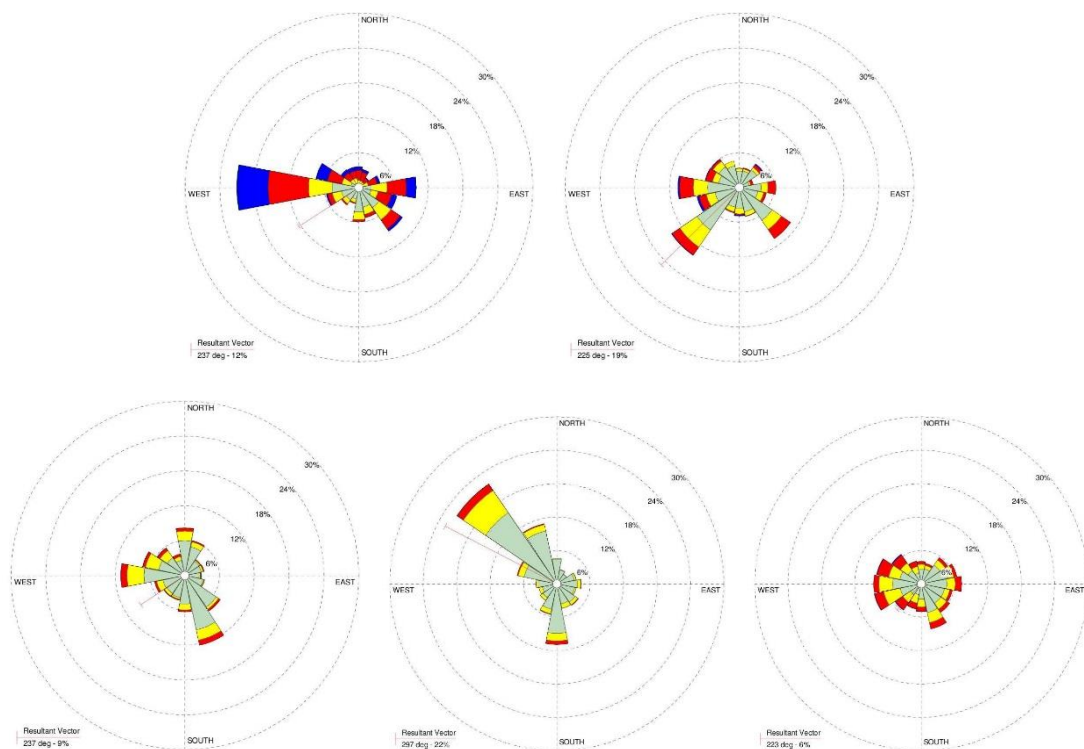 NORTH
30%
24%
18%
12%
6%
WEST
EAST
SOUTH
Resultant Vector
237 deg - 12%
NORTH
30%
24%
18%
12%
6%
WEST
EAST
SOUTH
Resultant Vector
225 deg - 19%
NORTH
30%
24%
18%
12%
6%
WEST
EAST
SOUTH
Resultant Vector
237 deg - 9%
NORTH
30%
24%
18%
12%
6%
WEST
EAST
SOUTH
Resultant Vector
297 deg - 22%
NORTH
30%
24%
18%
12%
6%
WEST
EAST
SOUTH
Resultant Vector
223 deg - 6%